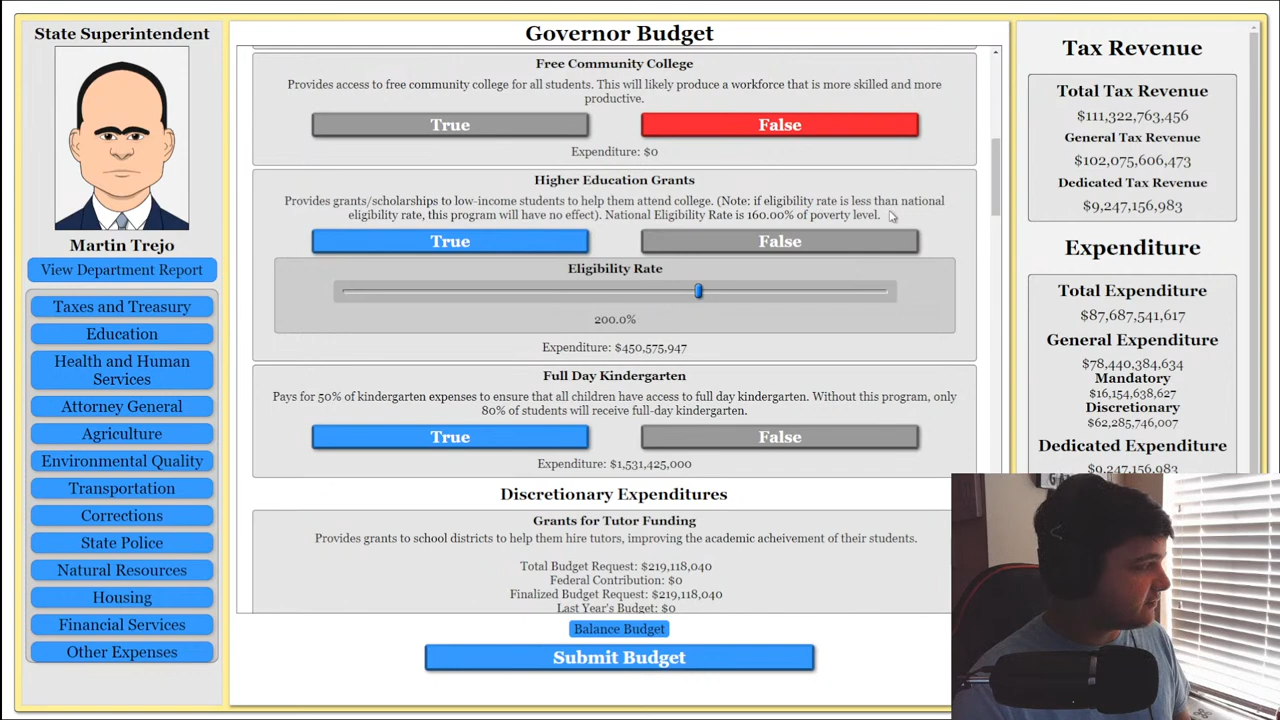 State Superintendent
Martin Trejo
View Department Report
Taxes and Treasury
Education
Health and Human
Services
Attorney General
Agriculture
Environmental Quality
Transportation
Corrections
State Police
Natural Resources
Housing
Financial Services
Other Expenses
Governor Budget
Free Community College
Provides access to free community college for all students. This will likely produce a workforce that is more skilled and more
productive.
True
False
Expenditure: $0
Higher Education Grants
Provides grants/scholarships to low-income students to help them attend college. (Note: if eligibility rate is less than national
eligibility rate, this program will have no effect). National Eligibility Rate is 160.00% of poverty level.
True
False
Eligibility Rate
200.0%
Expenditure: $450,575,947
Full Day Kindergarten
Pays for 50% of kindergarten expenses to ensure that all children have access to full day kindergarten. Without this program, only
80% of students will receive full-day kindergarten.
True
False
Expenditure: $1,531,425,000
Discretionary Expenditures
Grants for Tutor Funding
Provides grants to school districts to help them hire tutors, improving the academic acheivement of their students.
Total Budget Request: $219,118,040
Federal Contribution: $0
Finalized Budget Request: $219,118,040
Last Year's Budget: $0
Balance Budget
Submit Budget
Tax Revenue
Total Tax Revenue
$111,322,763,456
General Tax Revenue
$102,075,606,473
Dedicated Tax Revenue
$9,247,156,983
Expenditure
Total Expenditure
$87,687,541,617
General Expenditure
$78,440,384,634
Mandatory
$16,154,638,627
Discretionary
$62,285,746,007
Dedicated Expenditure
$9,247,156,983